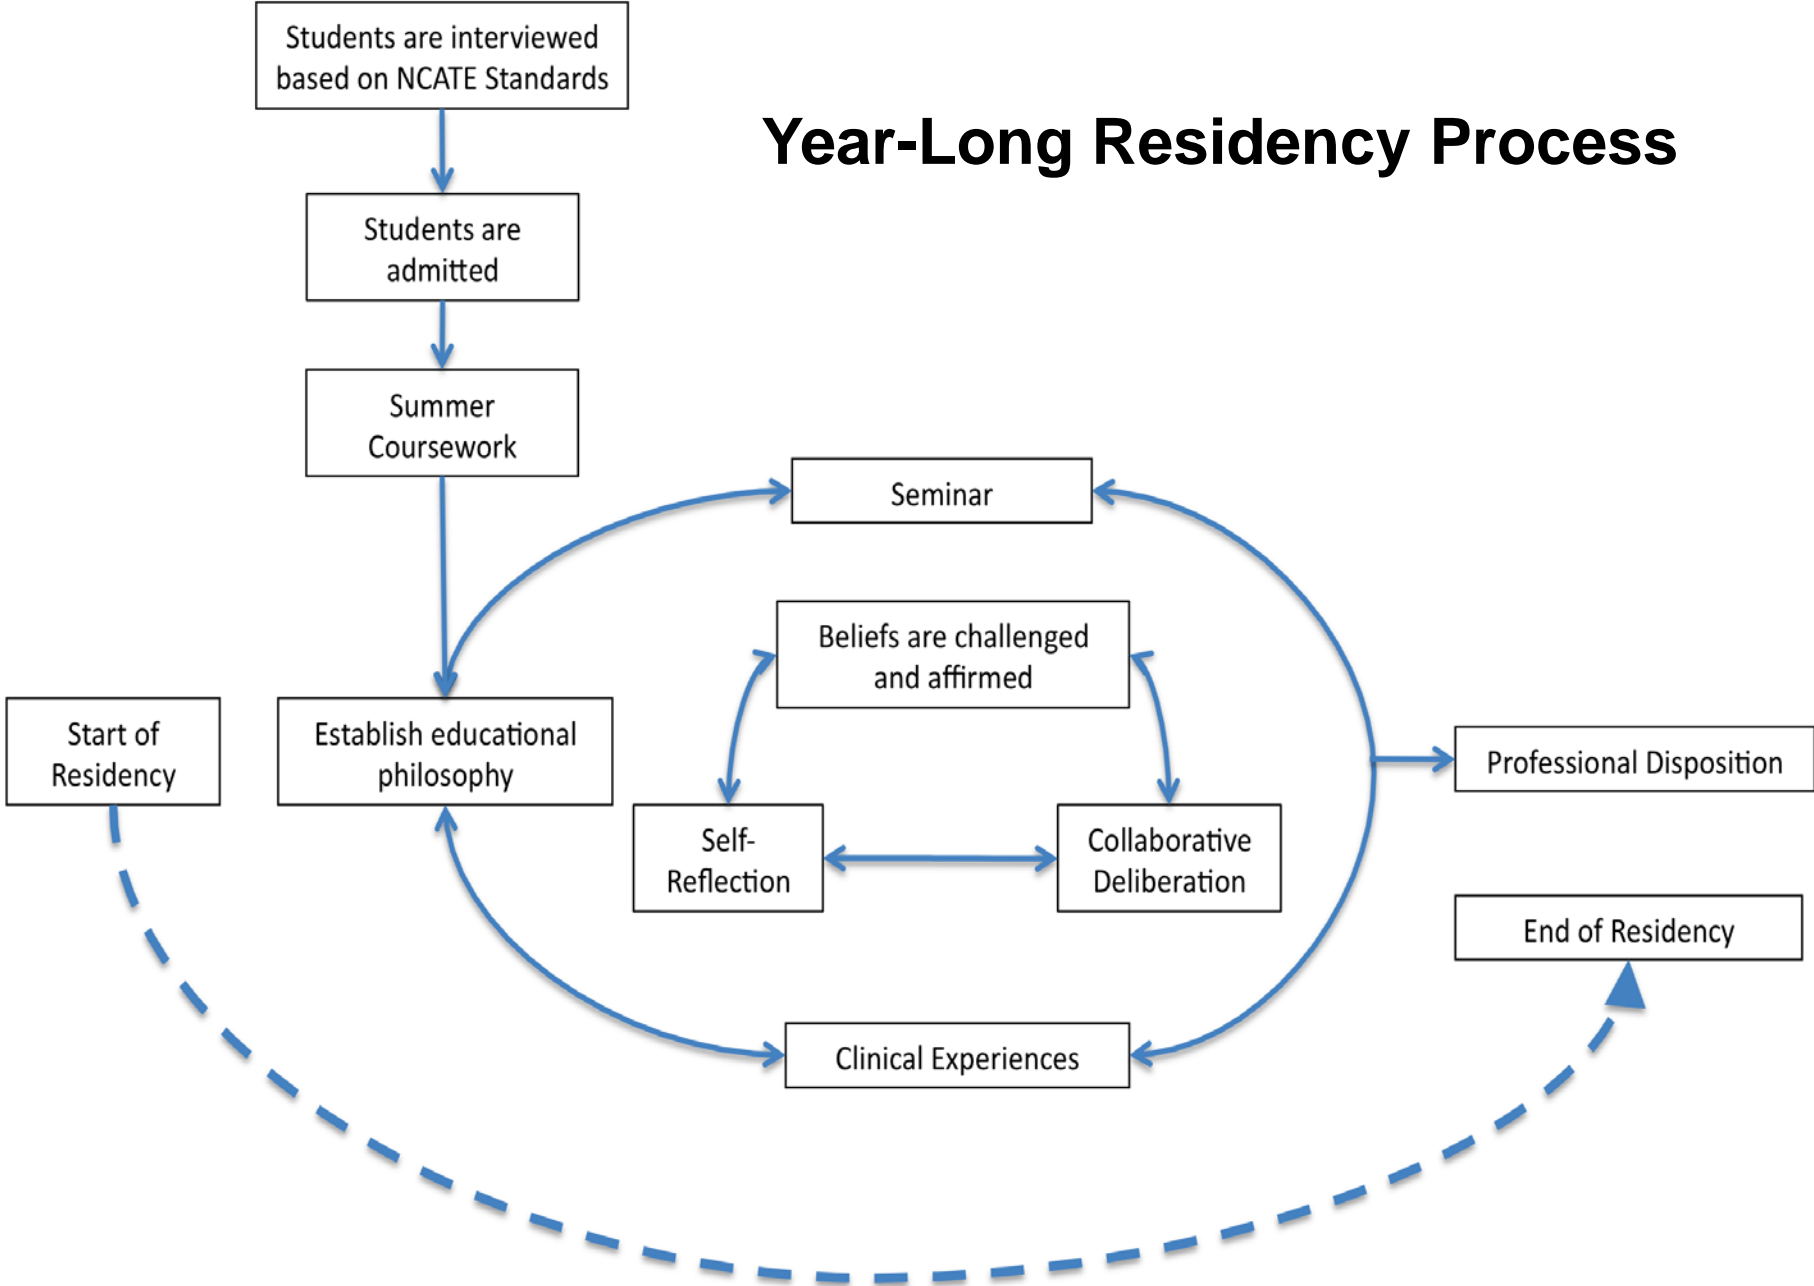 Students are interviewed
based on NCATE Standards
Year-Long Residency Process
Students are
admitted
Summer
Coursework
Seminar
Beliefs are challenged
and affirmed
Start of
Residency
Establish educational
philosophy
Professional Disposition
Self-
Reflection
Collaborative
Deliberation
End of Residency
Clinical Experiences